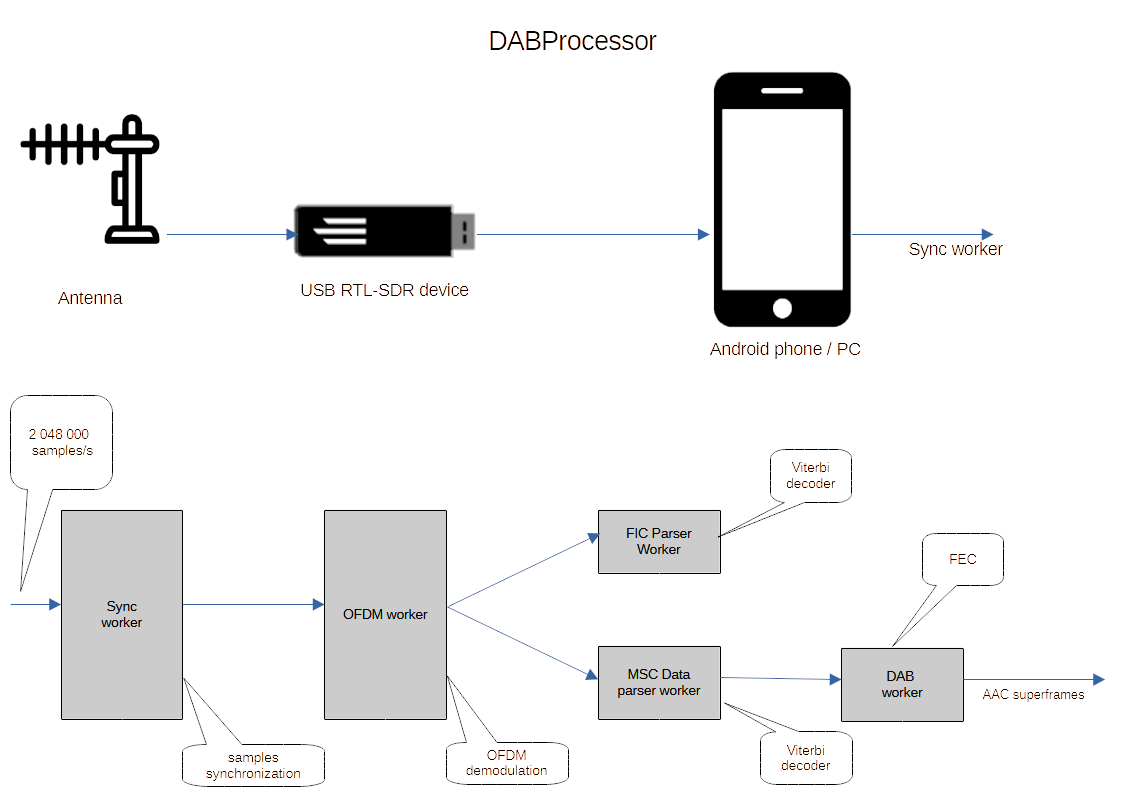 DABProcessor
Antenna
USB RTL-SDR device
Android phone / PC
Sync worker
2 048 000
samples/s
Sync
worker
samples
synchronization
OFDM worker
OFDM
demodulation
FIC Parser
Worker
Viterbi
decoder
MSC Data
parser worker
Viterbi
decoder
DAB
worker
FEC
AAC superframes